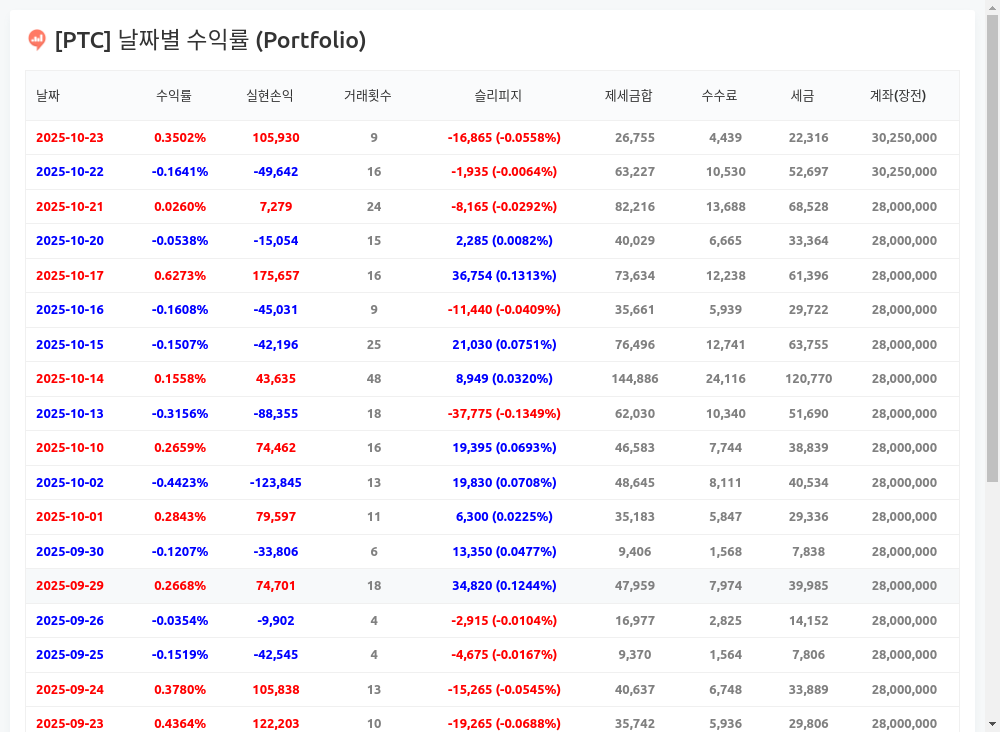 [PTC] 날짜별 수익률 (Portfolio)
날짜 수익률 실현손익 거래횟수 슬리피지 제세금합 수수료 세금 계좌(장전)
2025-10-23 0.3502% 105,930 9 -16,865 (-0.0558%) 26,755 4,439 22,316 30,250,000
2025-10-22 -0.1641% -49,642 16 -1,935 (-0.0064%) 63,227 10,530 52,697 30,250,000
2025-10-21 0.0260% 7,279 24 -8,165 (-0.0292%) 82,216 13,688 68,528 28,000,000
2025-10-20 -0.0538% -15,054 15 2,285 (0.0082%) 40,029 6,665 33,364 28,000,000
2025-10-17 0.6273% 175,657 16 36,754 (0.1313%) 73,634 12,238 61,396 28,000,000
2025-10-16 -0.1608% -45,031 9 -11,440 (-0.0409%) 35,661 5,939 29,722 28,000,000
2025-10-15 -0.1507% -42,196 25 21,030 (0.0751%) 76,496 12,741 63,755 28,000,000
2025-10-14 0.1558% 43,635 48 8,949 (0.0320%) 144,886 24,116 120,770 28,000,000
2025-10-13 -0.3156% -88,355 18 -37,775 (-0.1349%) 62,030 10,340 51,690 28,000,000
2025-10-10 0.2659% 74,462 16 19,395 (0.0693%) 46,583 7,744 38,839 28,000,000
2025-10-02 -0.4423% -123,845 13 19,830 (0.0708%) 48,645 8,111 40,534 28,000,000
2025-10-01 0.2843% 79,597 11 6,300 (0.0225%) 35,183 5,847 29,336 28,000,000
2025-09-30 -0.1207% -33,806 6 13,350 (0.0477%) 9,406 1,568 7,838 28,000,000
2025-09-29 0.2668% 74,701 18 34,820 (0.1244%) 47,959 7,974 39,985 28,000,000
2025-09-26 -0.0354% -9,902 4 -2,915 (-0.0104%) 16,977 2,825 14,152 28,000,000
2025-09-25 -0.1519% -42,545 4 -4,675 (-0.0167%) 9,370 1,564 7,806 28,000,000
2025-09-24 0.3780% 105,838 13 -15,265 (-0.0545%) 40,637 6,748 33,889 28,000,000
2025-09-23 0.4364% 122,203 10 -19,265 (-0.0688%) 35,742 5,936 29,806 28,000,000